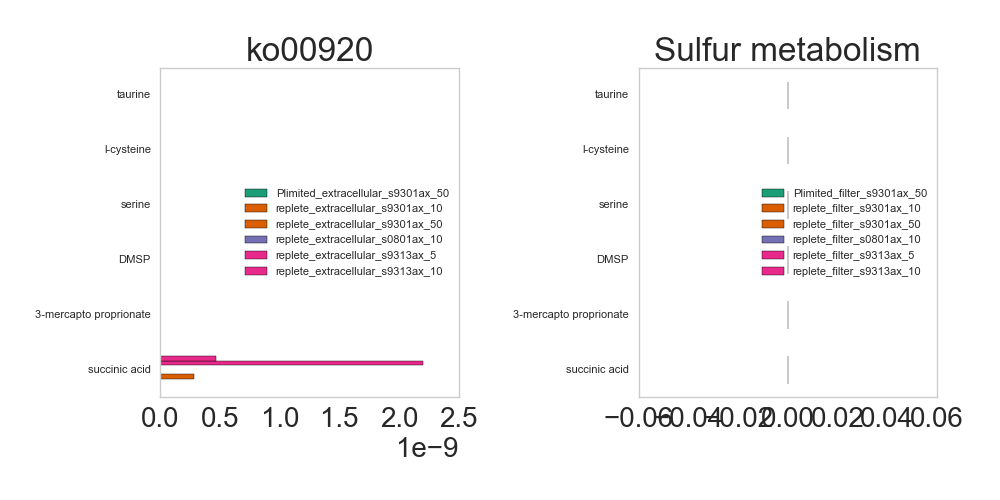 ko00920
taurine
l-cysteine
serine
DMSP
3-mercapto proprionate
succinic acid
Plimited_extracellular_s9301ax_50
replete_extracellular_s9301ax_10
replete_extracellular_s9301ax_50
replete_extracellular_s0801ax_10
replete_extracellular_s9313ax_5
replete_extracellular_s9313ax_10
0.0 0.5 1.0 1.5 2.0 2.5
1e−9
Sulfur metabolism
taurine
l-cysteine
serine
DMSP
3-mercapto proprionate
succinic acid
Plimited_filter_s9301ax_50
replete_filter_s9301ax_10
replete_filter_s9301ax_50
replete_filter_s0801ax_10
replete_filter_s9313ax_5
replete_filter_s9313ax_10
−0.06 −0.04 −0.02 0.00 0.02 0.04 0.06